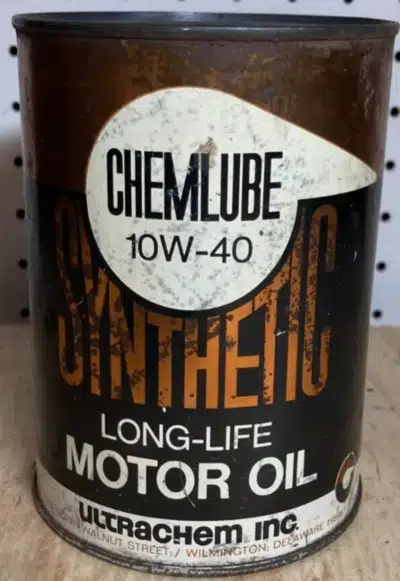 CHEMLUBE
10W-40
SYNTHETIC
LONG-LIFE
MOTOR OIL
ULTRACHEM INC.
WALNUT STREET / WILMINGTON, DELAWARE